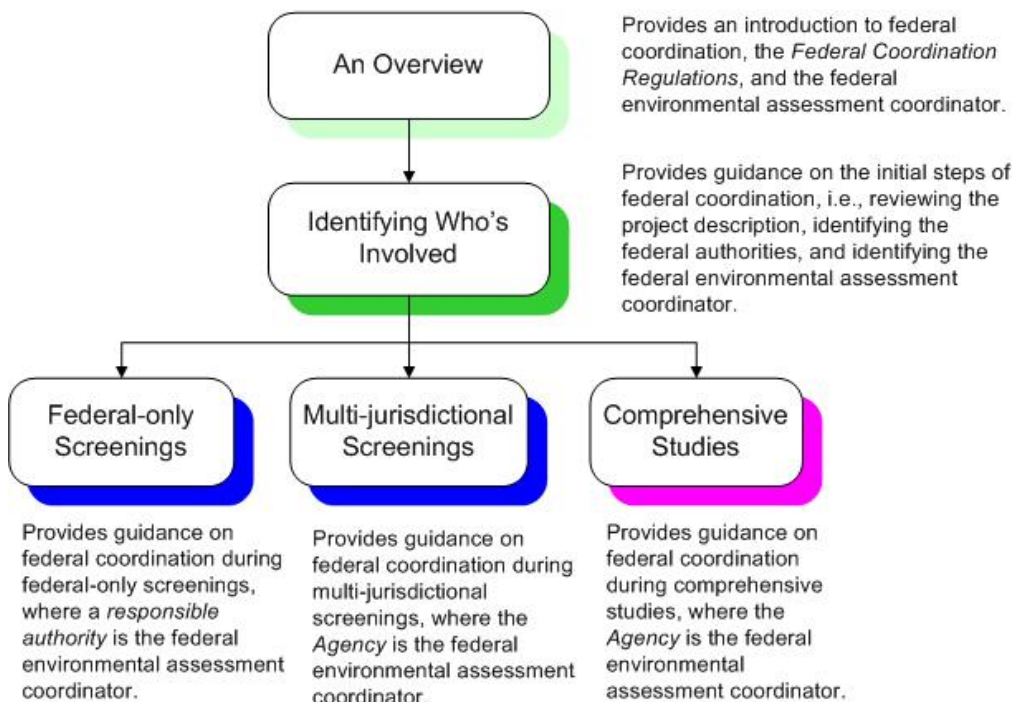 An Overview
Provides an introduction to federal
coordination, the Federal Coordination
Regulations, and the federal
environmental assessment coordinator.
Identifying Who's
Involved
Provides guidance on the initial steps of
federal coordination, i.e., reviewing the
project description, identifying the
federal authorities, and identifying the
federal environmental assessment
coordinator.
Federal-only
Screenings
Provides guidance on
federal coordination during
federal-only screenings,
where a responsible
authority is the federal
environmental assessment
coordinator.
Multi-jurisdictional
Screenings
Provides guidance on
federal coordination during
multi-jurisdictional
screenings, where the
Agency is the federal
environmental assessment
coordinator.
Comprehensive
Studies
Provides guidance on
federal coordination
during comprehensive
studies, where the
Agency is the federal
environmental
assessment coordinator.